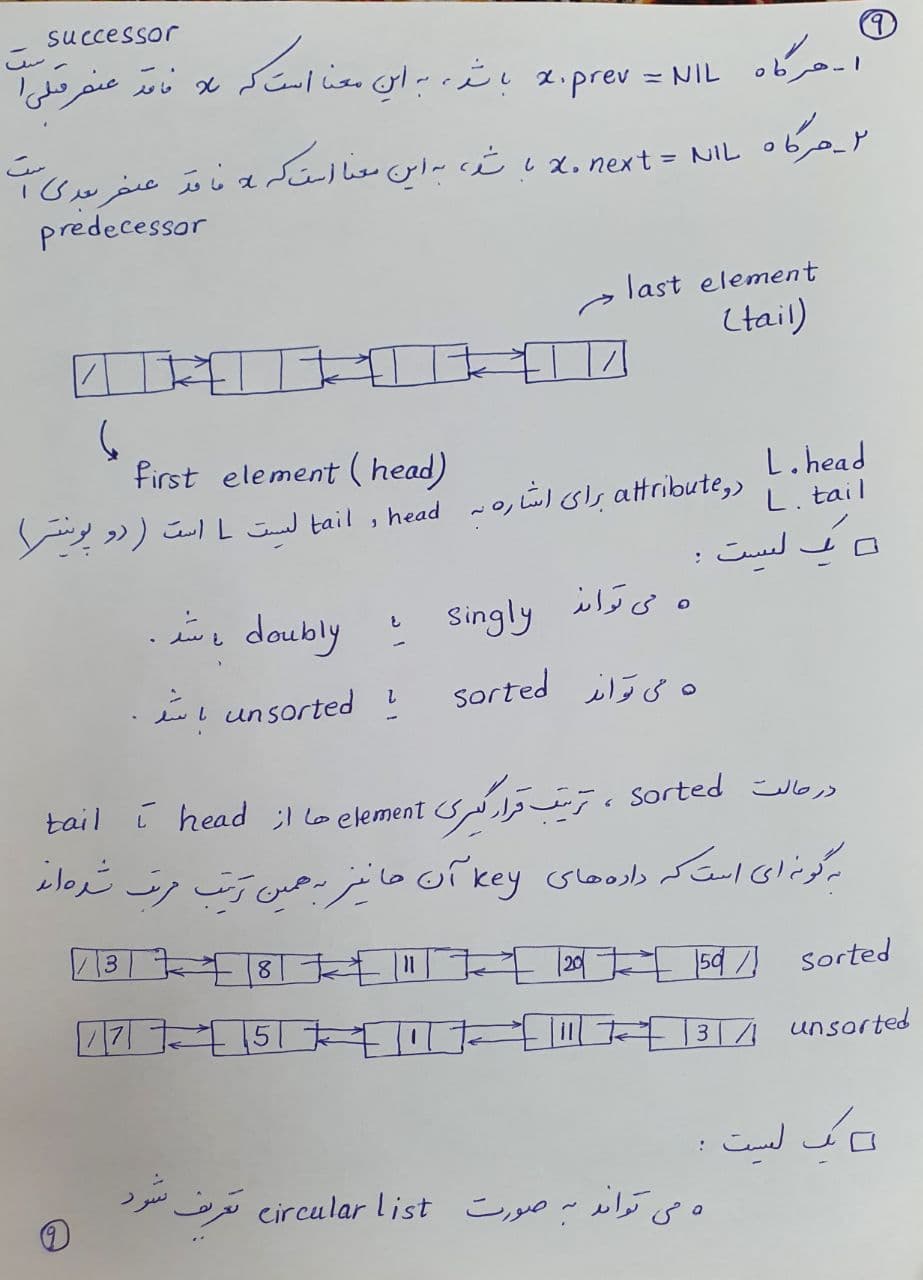 ۹
successor
۱- هرگاه x.prev = NIL باشد، به این معنا است که x فاقد عنصر قبلی است
۲- هرگاه x.next = NIL باشد، به این معنا است که x فاقد عنصر بعدی است
predecessor
last element
(tail)
first element (head)
L.head
L.tail
دو attribute برای اشاره به head و tail لیست L است (دو پوینتر)
□ یک لیست :
○ می تواند singly یا doubly باشد.
○ می تواند sorted یا unsorted باشد.
در حالت sorted ، ترتیب قرارگیری element ها از head تا tail
به گونه ای است که داده های key آن ها نیز به همین ترتیب مرتب شده اند
/ 3 8 11 20 50 / sorted
/ 7 5 1 11 3 / unsorted
□ یک لیست :
○ می تواند به صورت circular list تعریف شود
۹